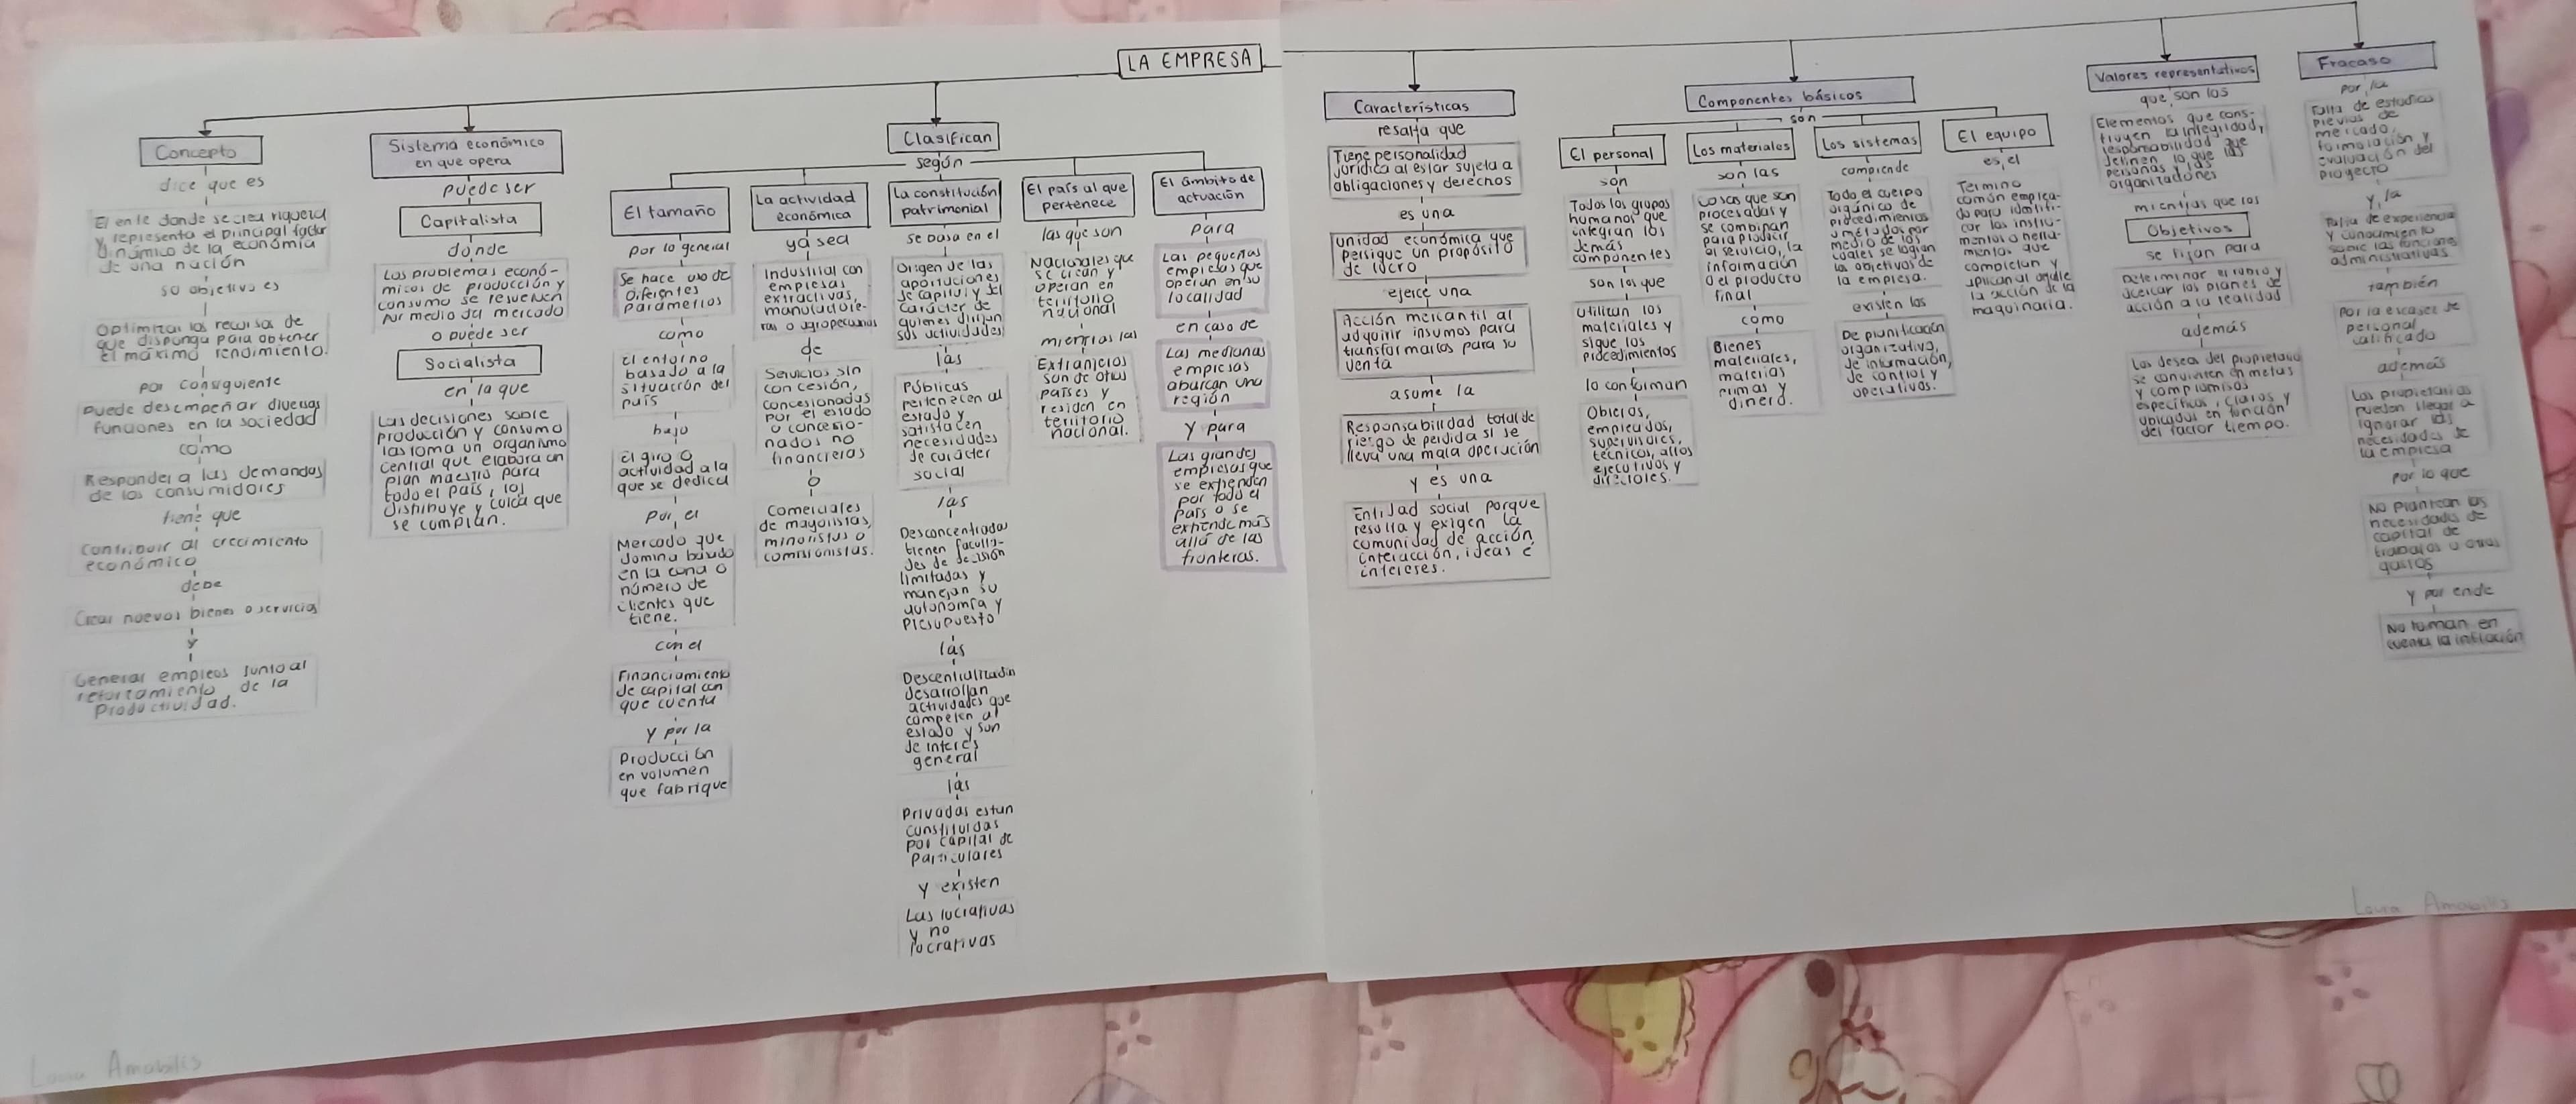 LA EMPRESA
Concepto
dice que es
El ente donde se crea riqueza
y representa el principal factor
dinámico de la economía
de una nación
su objetivo es
Optimizar los recursos de
que disponga para obtener
el máximo rendimiento.
por consiguiente
Puede desempeñar diversas
funciones en la sociedad
como
Responder a las demandas
de los consumidores
tiene que
Contribuir al crecimiento
económico
debe
Crear nuevos bienes o servicios
y
Generar empleos junto al
de la
Productividad.
Sistema económico
en que opera
puede ser
Capitalista
donde
Los problemas econó-
micos de producción y
consumo se resuelven
por medio del mercado
o puede ser
Socialista
en la que
Las decisiones sobre
producción y consumo
las toma un organismo
central que elabora un
plan maestro para
todo el país, lo
distribuye y cuida que
se cumplan.
Clasifican
según
El tamaño
por lo general
Se hace uso de
diferentes
parámetros
como
El entorno
basado a la
situación del
país
bajo
El giro o
actividad a la
que se dedica
por el
Mercado que
domina basado
en la zona o
número de
clientes que
tiene.
con el
Financiamiento
de capital con
que cuenta
y por la
Producción
en volumen
que fabrique
La actividad
económica
ya sea
Industrial con
empresas
extractivas,
manufacture-
ras o agropecuarias
de
Servicios sin
concesión,
concesionadas
por el estado
o concesio-
nados no
financieros
o
Comerciales
de mayoristas,
minoristas o
comisionistas.
La constitución
patrimonial
se basa en el
Origen de las
aportaciones
de capital y del
carácter de
quienes dirijan
sus actividades
las
Públicas
pertenecen al
estado y
satisfacen
necesidades
de carácter
social
las
Desconcentradas
tienen faculta-
des de decisión
limitadas y
manejan su
autonomía y
Presupuesto
las
Descentralizadas
desarrollan
actividades que
competen al
estado y son
de interés
general
las
Privadas están
constituidas
por capital de
Particulares
y existen
Las lucrativas
y no
lucrativas
El país al que
pertenece
las que son
Nacionales que
se crean y
operan en
territorio
nacional
mientras las
Extranjeros
son de otros
países y
residen en
territorio
nacional.
El ámbito de
actuación
para
Las pequeñas
empresas que
operan en su
localidad
en caso de
Las medianas
empresas
abarcan una
región
y para
Las grandes
empresas que
se extienden
por todo el
país o se
extiende más
allá de las
fronteras.
Características
resalta que
Tiene personalidad
jurídica al estar sujeta a
obligaciones y derechos
es una
Unidad económica que
persigue un propósito
de lucro
ejerce una
Acción mercantil al
adquirir insumos para
transformarlos para su
venta
asume la
Responsabilidad total de
riesgo de perdida si se
lleva una mala operación
y es una
Entidad social porque
resulta y exigen la
comunidad de acción
interacción, ideas e
intereses.
Componentes básicos
son
El personal
son
Todos los grupos
humanos que
integran los
demás
componentes
son los que
Utilizan los
materiales y
sigue los
procedimientos
lo conforman
Obreros,
empleados,
supervisores,
técnicos, altos
ejecutivos y
directores.
Los materiales
son las
Cosas que son
procesadas y
se combinan
para producir
el servicio, la
información
o el producto
final
como
Bienes
materiales,
materias
primas y
dinero.
Los sistemas
comprende
Todo el cuerpo
orgánico de
procedimientos
o métodos por
medio de los
cuales se logran
los objetivos de
la empresa.
existen los
De planificación
organizativo,
de información,
de control y
operativos.
El equipo
es el
Termino
común emplea-
do para identifi-
car los instru-
mentos o herra-
mientas que
completan y
aplican al
la acción de la
maquinaria.
Valores representativos
que son los
Elementos que cons-
truyen la integridad,
responsabilidad que
definen lo que las
personas y las
organizaciones
mientras que los
Objetivos
se fijan para
Determinar el rubro y
acercar los planes de
acción a la realidad
además
Los deseos del propietario
se convierten en metas
y compromisos
específicos, claros y
ubicados en función
del factor tiempo.
Fracaso
por la
Falta de estudios
previos de
mercado,
formulación y
evaluación del
proyecto
y la
Falta de experiencia
y conocimiento
sobre las funciones
administrativas.
también
Por la escasez de
personal
calificado
además
Los propietarios
pueden llegar a
ignorar las
necesidades de
la empresa
por lo que
No plantean las
necesidades de
capital de
trabajos u otros
gastos
y por ende
No toman en
cuenta la inflación
Laura Amabilis
Laura Amabilis